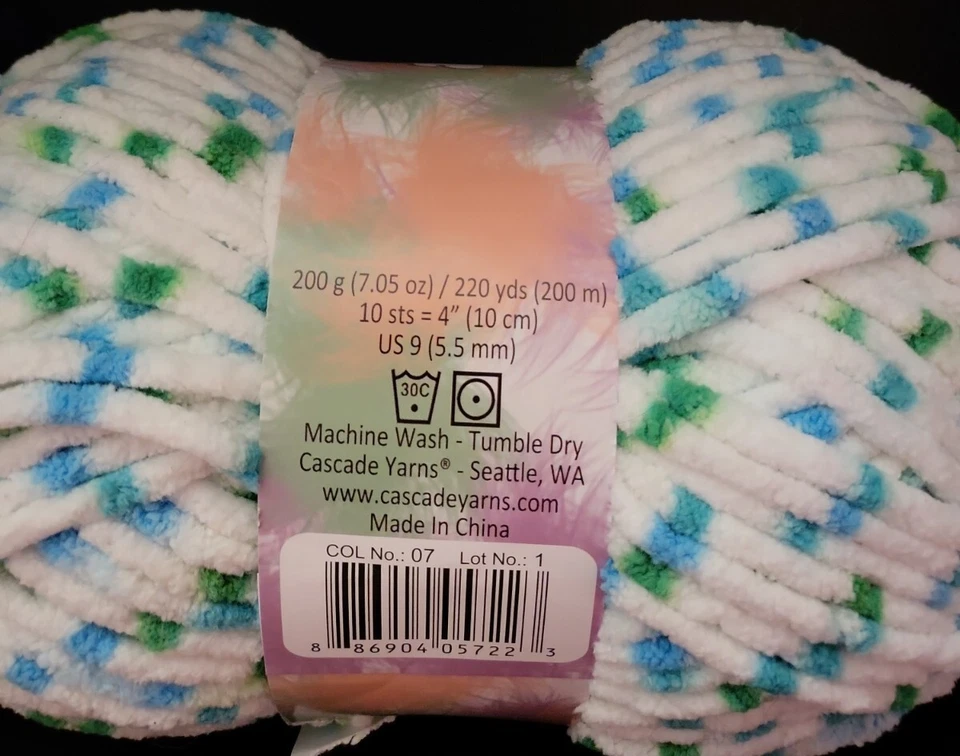 200 g (7.05 oz) / 220 yds (200 m)
10 sts = 4” (10 cm)
US 9 (5.5 mm)
30C
Machine Wash - Tumble Dry
Cascade Yarns® - Seattle, WA
www.cascadeyarns.com
Made In China
COL No.: 07 Lot No.: 1
8 86904 05722 3